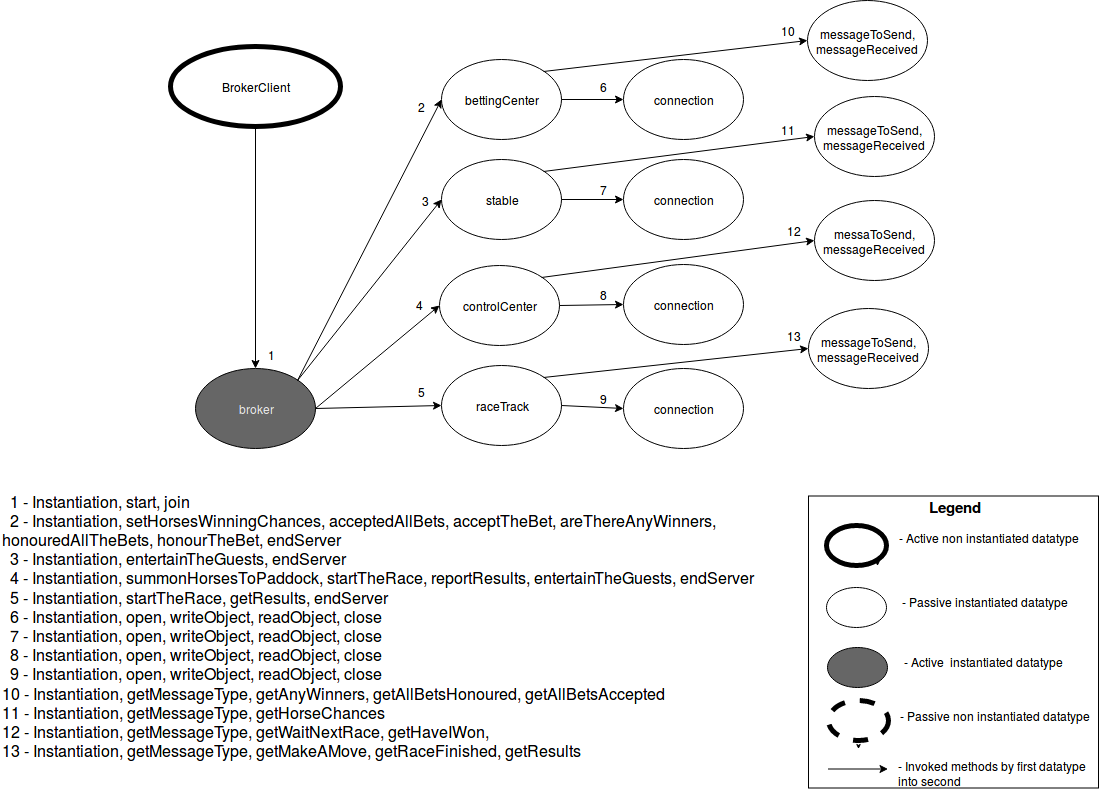 10
messageToSend,
messageReceived
BrokerClient
2
bettingCenter
6
connection
11
messageToSend,
messageReceived
3
stable
7
connection
12
messaToSend,
messageReceived
4
controlCenter
8
connection
13
messageToSend,
messageReceived
1
broker
5
raceTrack
9
connection
1 - Instantiation, start, join
2 - Instantiation, setHorsesWinningChances, acceptedAllBets, acceptTheBet, areThereAnyWinners,
honouredAllTheBets, honourTheBet, endServer
3 - Instantiation, entertainTheGuests, endServer
4 - Instantiation, summonHorsesToPaddock, startTheRace, reportResults, entertainTheGuests, endServer
5 - Instantiation, startTheRace, getResults, endServer
6 - Instantiation, open, writeObject, readObject, close
7 - Instantiation, open, writeObject, readObject, close
8 - Instantiation, open, writeObject, readObject, close
9 - Instantiation, open, writeObject, readObject, close
10 - Instantiation, getMessageType, getAnyWinners, getAllBetsHonoured, getAllBetsAccepted
11 - Instantiation, getMessageType, getHorseChances
12 - Instantiation, getMessageType, getWaitNextRace, getHaveIWon,
13 - Instantiation, getMessageType, getMakeAMove, getRaceFinished, getResults
Legend
- Active non instantiated datatype
- Passive instantiated datatype
- Active instantiated datatype
- Passive non instantiated datatype
- Invoked methods by first datatype
into second